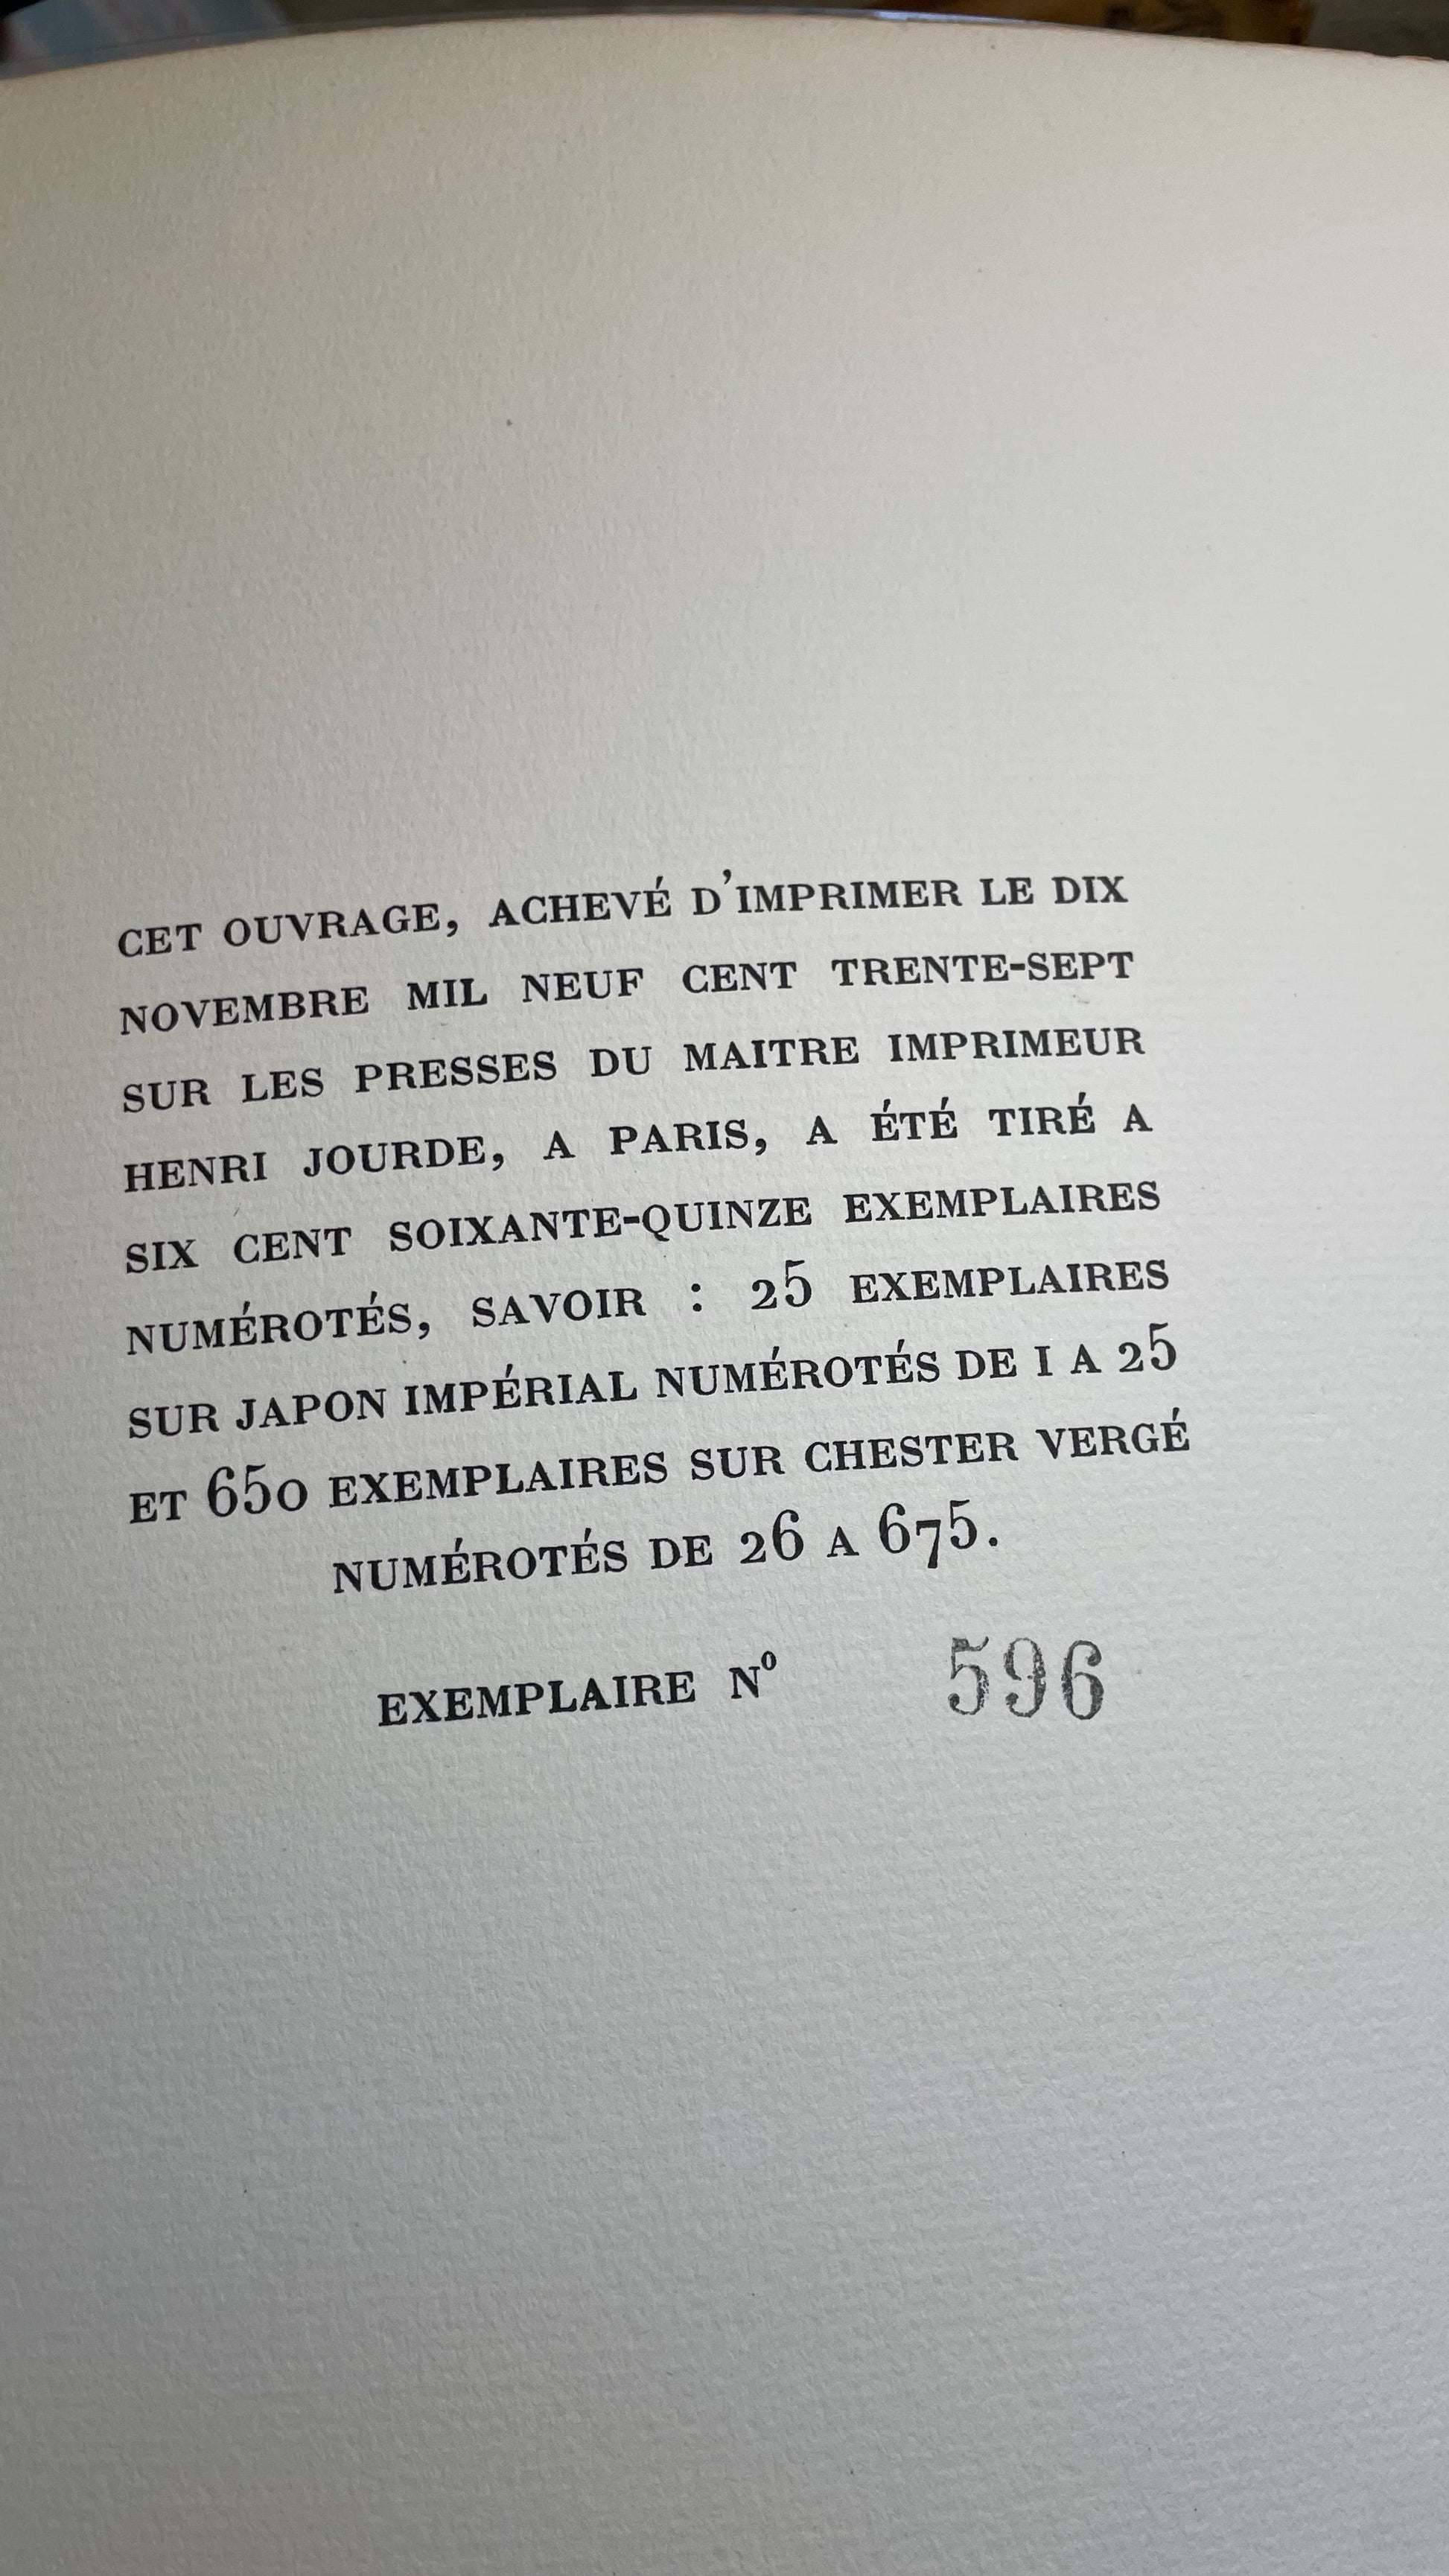 CET OUVRAGE, ACHEVÉ D'IMPRIMER LE DIX
NOVEMBRE MIL NEUF CENT TRENTE-SEPT
SUR LES PRESSES DU MAITRE IMPRIMEUR
HENRI JOURDE, A PARIS, A ÉTÉ TIRÉ A
SIX CENT SOIXANTE-QUINZE EXEMPLAIRES
NUMÉROTÉS, SAVOIR : 25 EXEMPLAIRES
SUR JAPON IMPÉRIAL NUMÉROTÉS DE I A 25
ET 650 EXEMPLAIRES SUR CHESTER VERGÉ
NUMÉROTÉS DE 26 A 675.
EXEMPLAIRE Nº 596